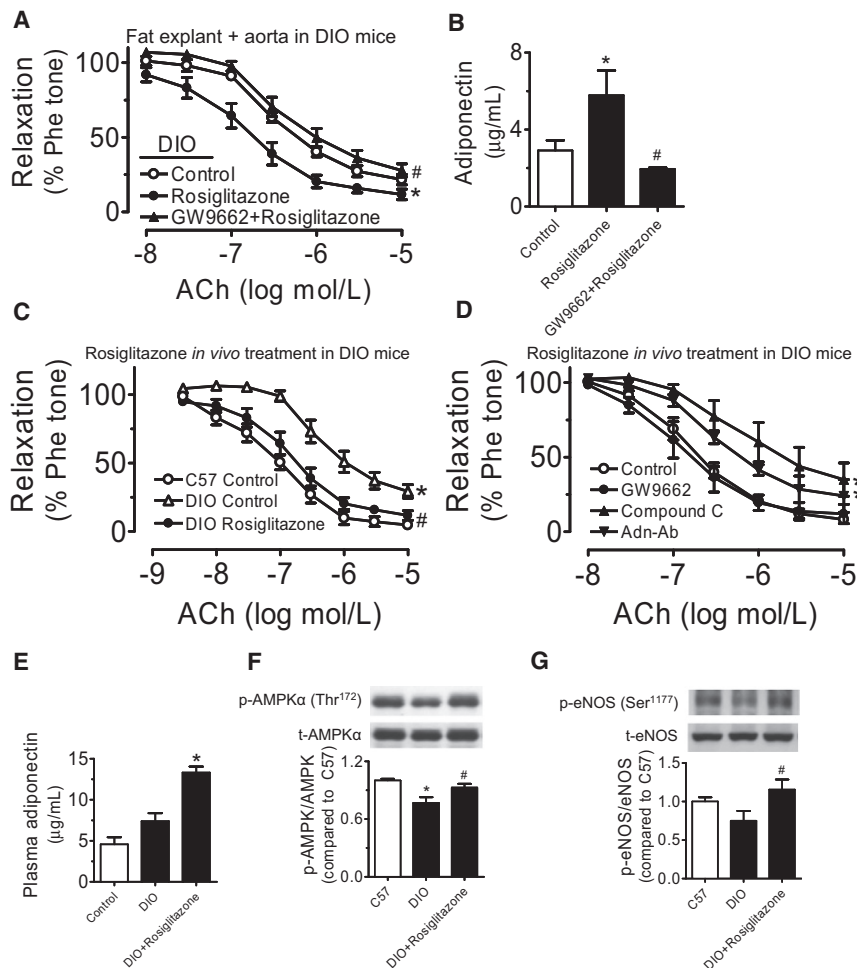 A
Fat explant + aorta in DIO mice
Relaxation
(% Phe tone)
100
50
0
DIO
Control
Rosiglitazone
GW9662+Rosiglitazone
#
*
-8 -7 -6 -5
ACh (log mol/L)
B
Adiponectin
(μg/mL)
6
3
0
*
#
Control
Rosiglitazone
GW9662+Rosiglitazone
C
Rosiglitazone in vivo treatment in DIO mice
Relaxation
(% Phe tone)
100
50
0
C57 Control
DIO Control
DIO Rosiglitazone
*
#
-9 -8 -7 -6 -5
ACh (log mol/L)
D
Rosiglitazone in vivo treatment in DIO mice
Relaxation
(% Phe tone)
100
50
0
Control
GW9662
Compound C
Adn-Ab
*
*
-8 -7 -6 -5
ACh (log mol/L)
E
Plasma adiponectin
(μg/mL)
15
10
5
0
*
Control
DIO
DIO+Rosiglitazone
F
p-AMPKα (Thr172)
t-AMPKα
p-AMPK/AMPK
(compared to C57)
1.2
0.6
0.0
*
#
C57
DIO
DIO+Rosiglitazone
G
p-eNOS (Ser1177)
t-eNOS
p-eNOS/eNOS
(compared to C57)
1.5
1.0
0.5
0.0
#
C57
DIO
DIO+Rosiglitazone